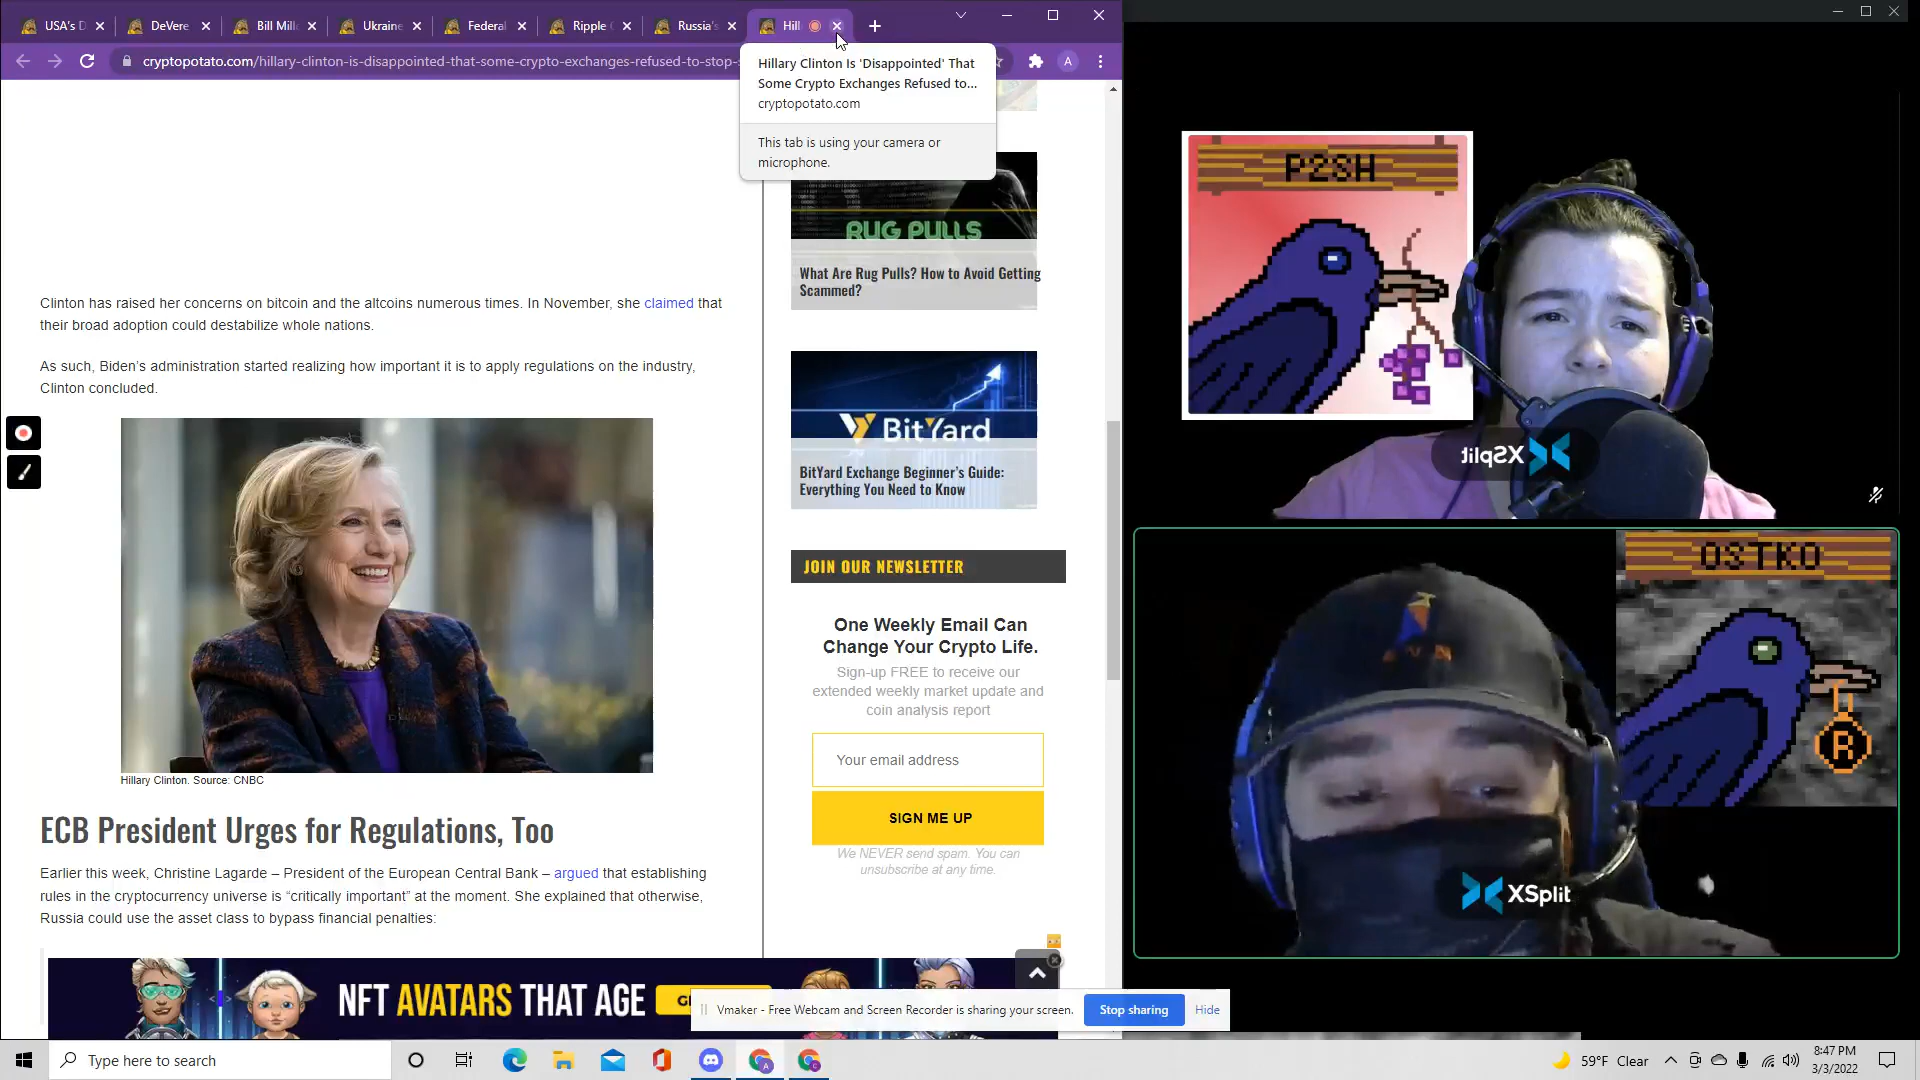 USA's D
DeVere
Bill Mill
Ukraine
Federal
Ripple
Russia's
Hill
cryptopotato.com/hillary-clinton-is-disappointed-that-some-crypto-exchanges-refused-to-stop-s
A
Hillary Clinton Is 'Disappointed' That
Some Crypto Exchanges Refused to...
cryptopotato.com
This tab is using your camera or
microphone.
Clinton has raised her concerns on bitcoin and the altcoins numerous times. In November, she claimed that
their broad adoption could destabilize whole nations.
As such, Biden's administration started realizing how important it is to apply regulations on the industry,
Clinton concluded.
Hillary Clinton. Source: CNBC
ECB President Urges for Regulations, Too
Earlier this week, Christine Lagarde – President of the European Central Bank – argued that establishing
rules in the cryptocurrency universe is “critically important” at the moment. She explained that otherwise,
Russia could use the asset class to bypass financial penalties:
RUG PULLS
What Are Rug Pulls? How to Avoid Getting
Scammed?
BitYard
BitYard Exchange Beginner's Guide:
Everything You Need to Know
JOIN OUR NEWSLETTER
One Weekly Email Can
Change Your Crypto Life.
Sign-up FREE to receive our
extended weekly market update and
coin analysis report
Your email address
SIGN ME UP
We NEVER send spam. You can
unsubscribe at any time.
NFT AVATARS THAT AGE
Vmaker - Free Webcam and Screen Recorder is sharing your screen.
Stop sharing
Hide
P2SH
XSplit
OSTKO
R
XSplit
Type here to search
59°F Clear
8:47 PM
3/3/2022